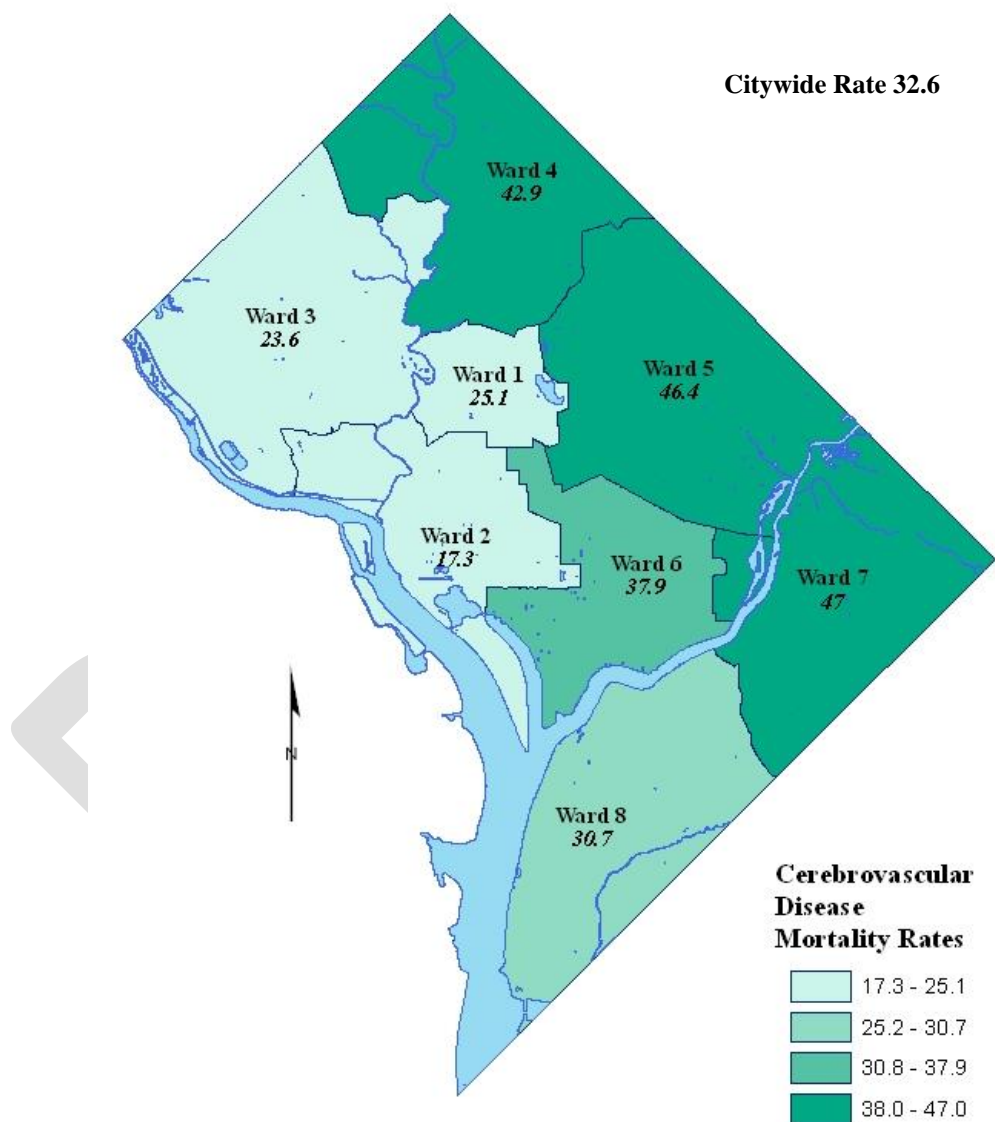 Citywide Rate 32.6
Ward 4
42.9
Ward 3
23.6
Ward 1
25.1
Ward 5
46.4
Ward 2
17.3
Ward 6
37.9
Ward 7
47
N
Ward 8
30.7
Cerebrovascular
Disease
Mortality Rates
17.3 - 25.1
25.2 - 30.7
30.8 - 37.9
38.0 - 47.0